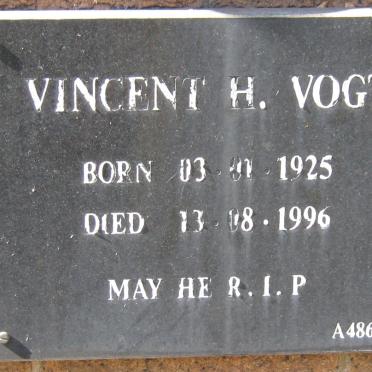 VINCENT H. VOGT
BORN 03·01·1925
DIED 13·08·1996
MAY HE R.I.P
A486